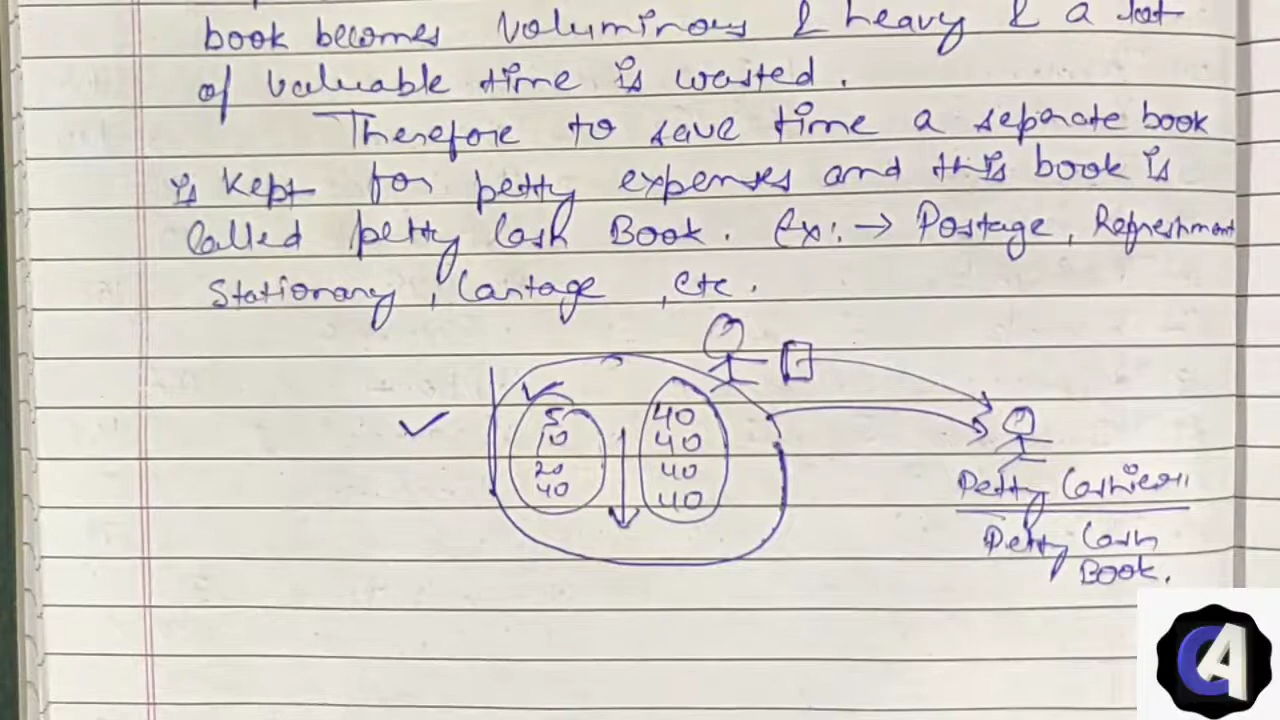 book becomes voluminous & heavy & a lot
of valuable time is wasted.
Therefore to save time a separate book
is kept for petty expenses and this book is
called petty Cash Book. Ex:. → Postage, Refreshment
Stationary, Cartage , etc.
5 40
10 40
20 40
40 40
Petty Cashier
Petty Cash
Book.
CA